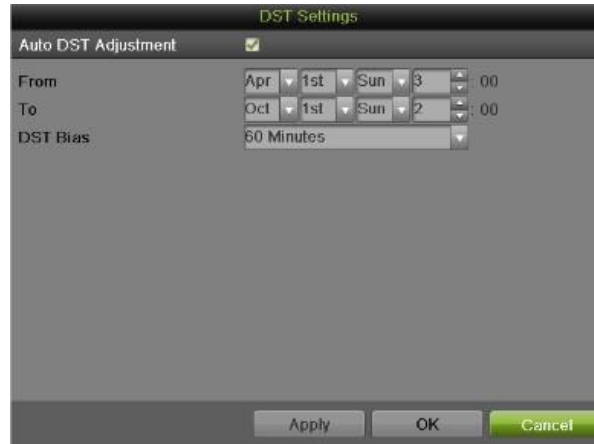 DST Settings
Auto DST Adjustment
From Apr 1st Sun 3 : 00
To Oct 1st Sun 2 : 00
DST Bias 60 Minutes
Apply OK Cancel